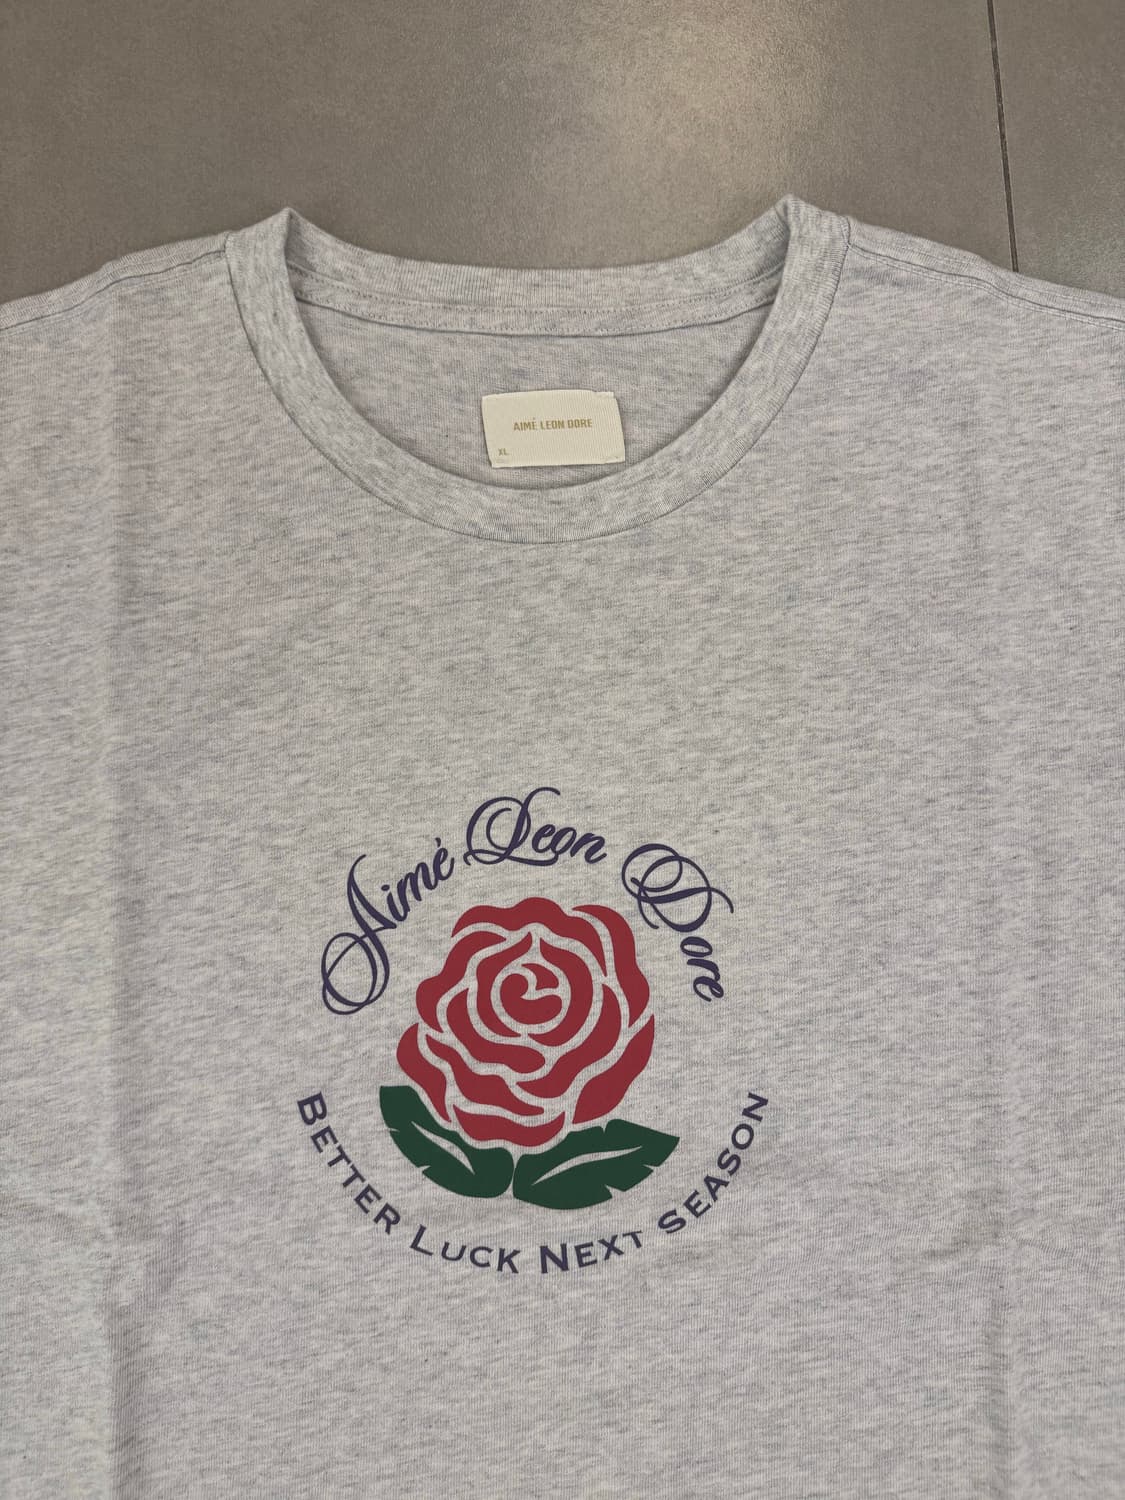 AIMÉ LEON DORE
XL
Aimé Leon Dore
BETTER LUCK NEXT SEASON